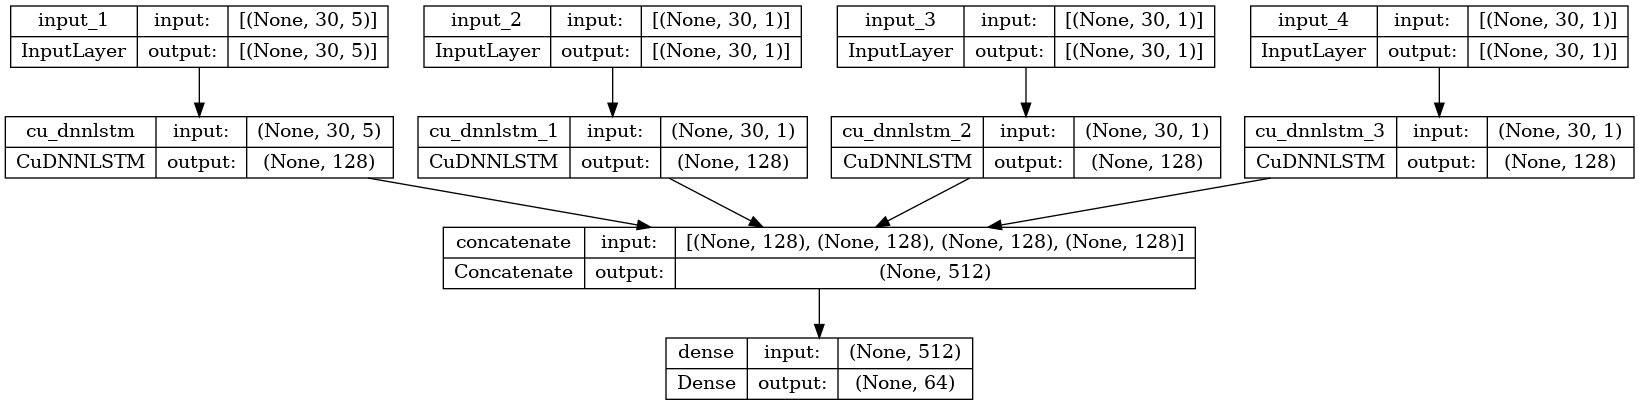 input_1 input: [(None, 30, 5)]
InputLayer output: [(None, 30, 5)]
input_2 input: [(None, 30, 1)]
InputLayer output: [(None, 30, 1)]
input_3 input: [(None, 30, 1)]
InputLayer output: [(None, 30, 1)]
input_4 input: [(None, 30, 1)]
InputLayer output: [(None, 30, 1)]
cu_dnnlstm input: (None, 30, 5)
CuDNNLSTM output: (None, 128)
cu_dnnlstm_1 input: (None, 30, 1)
CuDNNLSTM output: (None, 128)
cu_dnnlstm_2 input: (None, 30, 1)
CuDNNLSTM output: (None, 128)
cu_dnnlstm_3 input: (None, 30, 1)
CuDNNLSTM output: (None, 128)
concatenate input: [(None, 128), (None, 128), (None, 128), (None, 128)]
Concatenate output: (None, 512)
dense input: (None, 512)
Dense output: (None, 64)